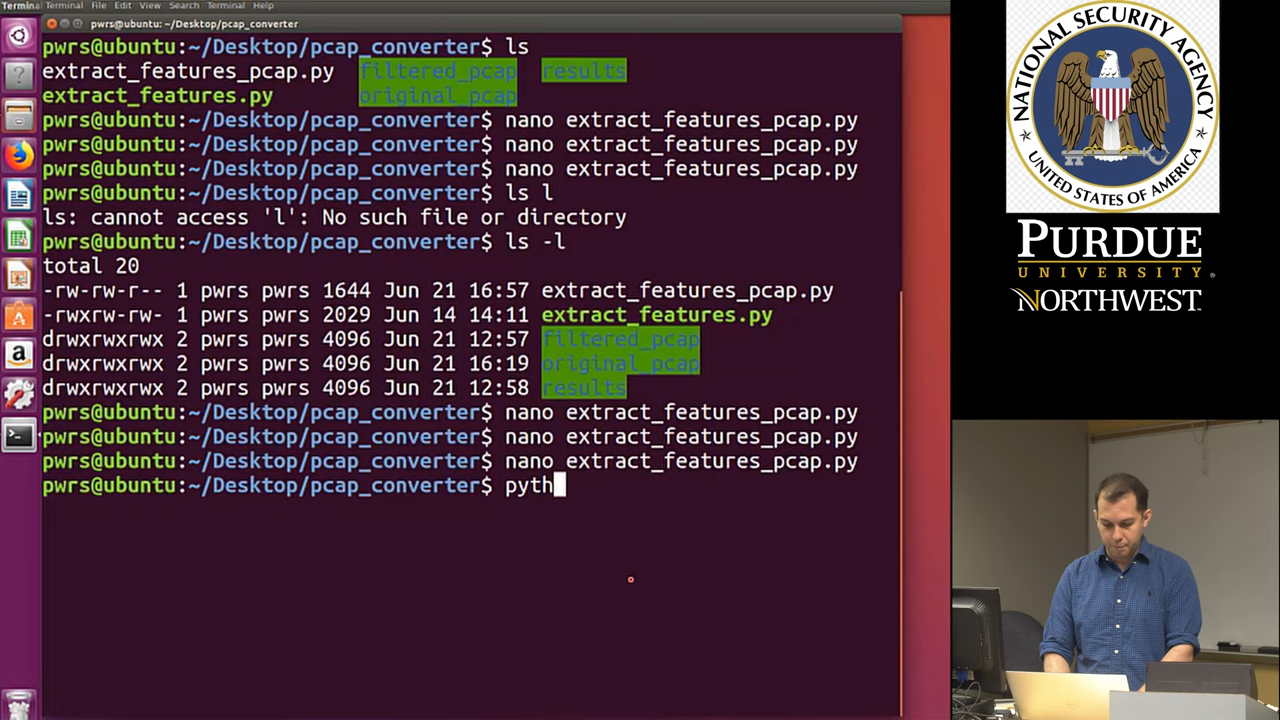 Terminal Terminal File Edit View Search Terminal Help
pwrs@ubuntu: ~/Desktop/pcap_converter
pwrs@ubuntu:~/Desktop/pcap_converter$ ls
extract_features_pcap.py filtered_pcap results
extract_features.py original_pcap
pwrs@ubuntu:~/Desktop/pcap_converter$ nano extract_features_pcap.py
pwrs@ubuntu:~/Desktop/pcap_converter$ nano extract_features_pcap.py
pwrs@ubuntu:~/Desktop/pcap_converter$ nano extract_features_pcap.py
pwrs@ubuntu:~/Desktop/pcap_converter$ ls l
ls: cannot access 'l': No such file or directory
pwrs@ubuntu:~/Desktop/pcap_converter$ ls -l
total 20
-rw-rw-r-- 1 pwrs pwrs 1644 Jun 21 16:57 extract_features_pcap.py
-rwxrw-rw- 1 pwrs pwrs 2029 Jun 14 14:11 extract_features.py
drwxrwxrwx 2 pwrs pwrs 4096 Jun 21 12:57 filtered_pcap
drwxrwxrwx 2 pwrs pwrs 4096 Jun 21 16:19 original_pcap
drwxrwxrwx 2 pwrs pwrs 4096 Jun 21 12:58 results
pwrs@ubuntu:~/Desktop/pcap_converter$ nano extract_features_pcap.py
pwrs@ubuntu:~/Desktop/pcap_converter$ nano extract_features_pcap.py
pwrs@ubuntu:~/Desktop/pcap_converter$ nano extract_features_pcap.py
pwrs@ubuntu:~/Desktop/pcap_converter$ pyth
NATIONAL SECURITY AGENCY
UNITED STATES OF AMERICA
PURDUE
UNIVERSITY
NORTHWEST